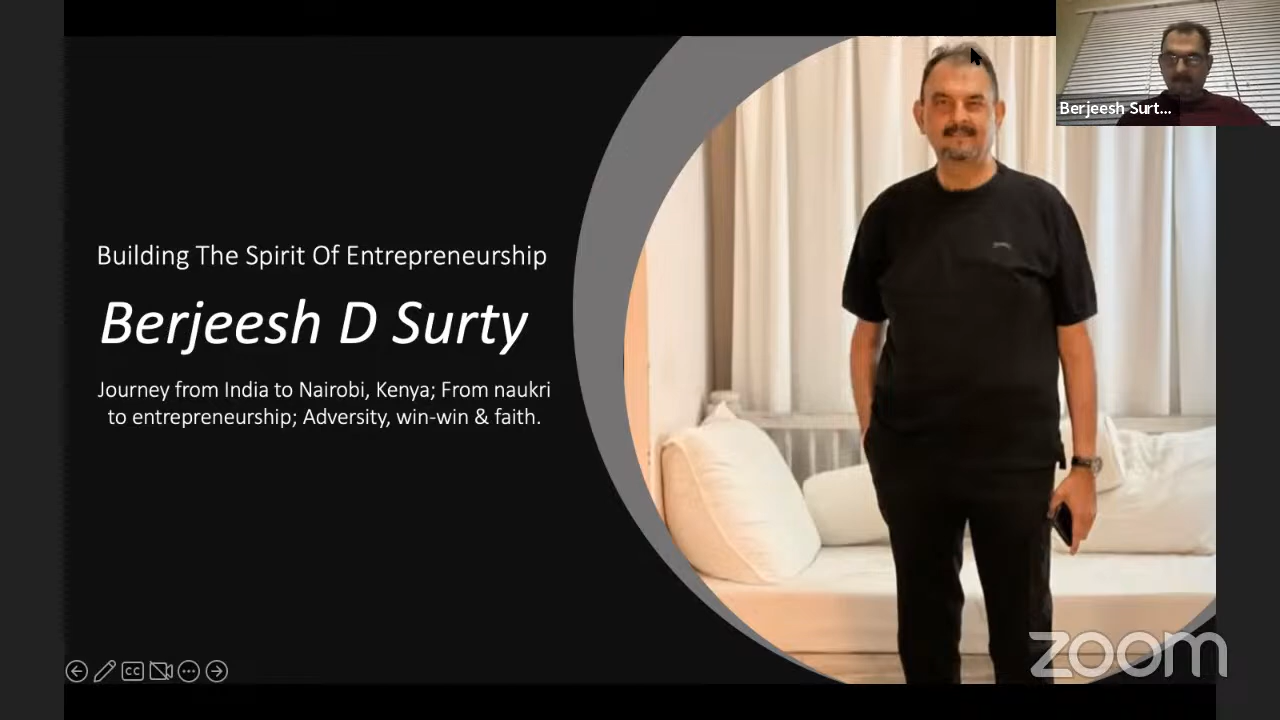 Berjeesh Surt...
Building The Spirit Of Entrepreneurship
Berjeesh D Surty
Journey from India to Nairobi, Kenya; From naukri
to entrepreneurship; Adversity, win-win & faith.
CC
zoom